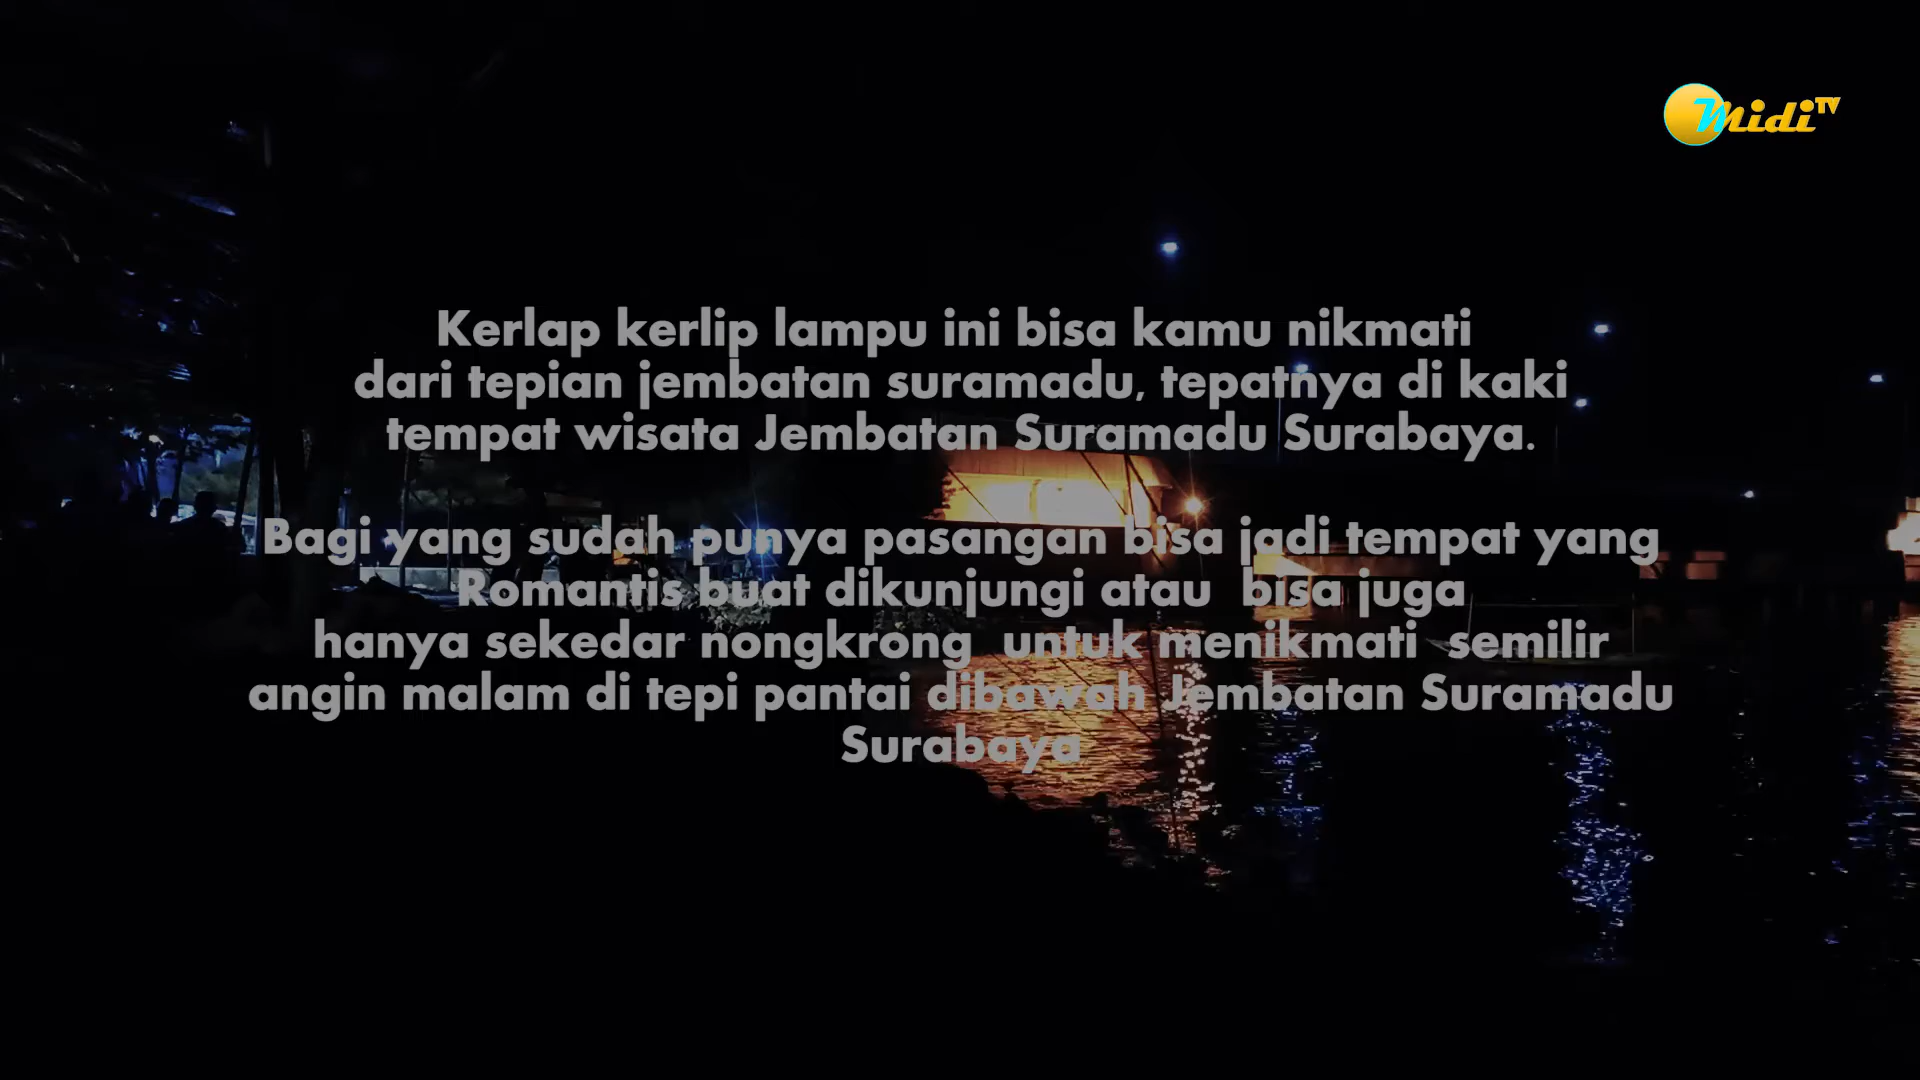 Midi TV
Kerlap kerlip lampu ini bisa kamu nikmati
dari tepian jembatan suramadu, tepatnya di kaki
tempat wisata Jembatan Suramadu Surabaya.
Bagi yang sudah punya pasangan bisa jadi tempat yang
Romantis buat dikunjungi atau  bisa juga
hanya sekedar nongkrong  untuk menikmati  semilir
angin malam di tepi pantai dibawah Jembatan Suramadu
Surabaya